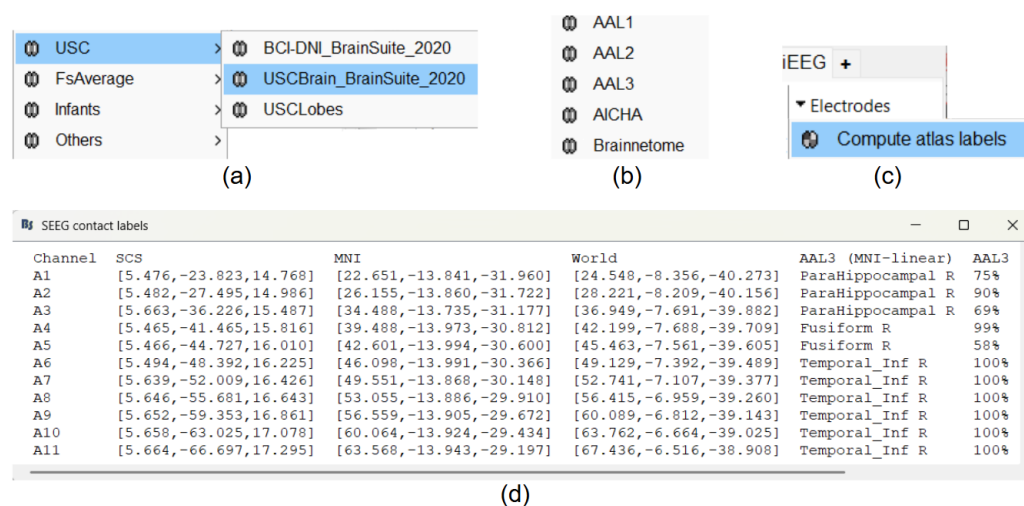 USC > BCI-DNI_BrainSuite_2020
FsAverage > USCBrain_BrainSuite_2020
Infants > USCLobes
Others >
(a)
AAL1
AAL2
AAL3
AICHA
Brainnetome
(b)
iEEG +
Electrodes
Compute atlas labels
(c)
Bs SEEG contact labels
Channel SCS MNI World AAL3 (MNI-linear) AAL3
A1 [5.476,-23.823,14.768] [22.651,-13.841,-31.960] [24.548,-8.356,-40.273] ParaHippocampal R 75%
A2 [5.482,-27.495,14.986] [26.155,-13.860,-31.722] [28.221,-8.209,-40.156] ParaHippocampal R 90%
A3 [5.663,-36.226,15.487] [34.488,-13.735,-31.177] [36.949,-7.691,-39.882] ParaHippocampal R 69%
A4 [5.465,-41.465,15.816] [39.488,-13.973,-30.812] [42.199,-7.688,-39.709] Fusiform R 99%
A5 [5.466,-44.727,16.010] [42.601,-13.994,-30.600] [45.463,-7.561,-39.605] Fusiform R 58%
A6 [5.494,-48.392,16.225] [46.098,-13.991,-30.366] [49.129,-7.392,-39.489] Temporal_Inf R 100%
A7 [5.639,-52.009,16.426] [49.551,-13.868,-30.148] [52.741,-7.107,-39.377] Temporal_Inf R 100%
A8 [5.646,-55.681,16.643] [53.055,-13.886,-29.910] [56.415,-6.959,-39.260] Temporal_Inf R 100%
A9 [5.652,-59.353,16.861] [56.559,-13.905,-29.672] [60.089,-6.812,-39.143] Temporal_Inf R 100%
A10 [5.658,-63.025,17.078] [60.064,-13.924,-29.434] [63.762,-6.664,-39.025] Temporal_Inf R 100%
A11 [5.664,-66.697,17.295] [63.568,-13.943,-29.197] [67.436,-6.516,-38.908] Temporal_Inf R 100%
(d)